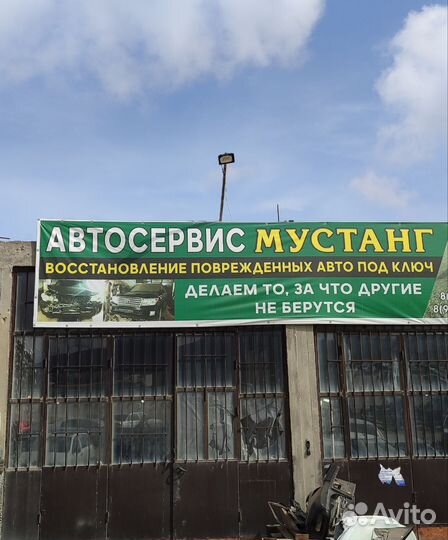 АВТОСЕРВИС МУСТАНГ
ВОССТАНОВЛЕНИЕ ПОВРЕЖДЕННЫХ АВТО ПОД КЛЮЧ
ДЕЛАЕМ ТО, ЗА ЧТО ДРУГИЕ
НЕ БЕРУТСЯ
Avito